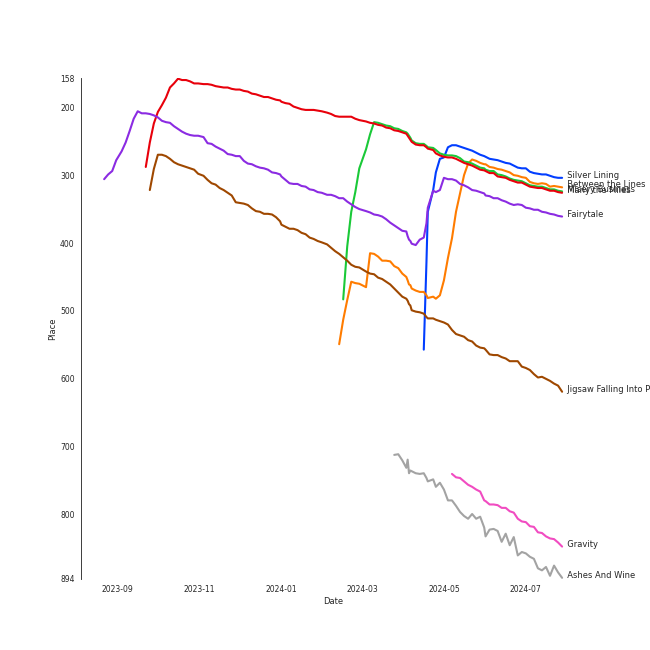 158
200
300
400
500
600
700
800
894
Place
2023-09
2023-11
2024-01
2024-03
2024-05
2024-07
Date
Silver Lining
Between the Lines
Fairytale
Jigsaw Falling Into P
Gravity
Ashes And Wine